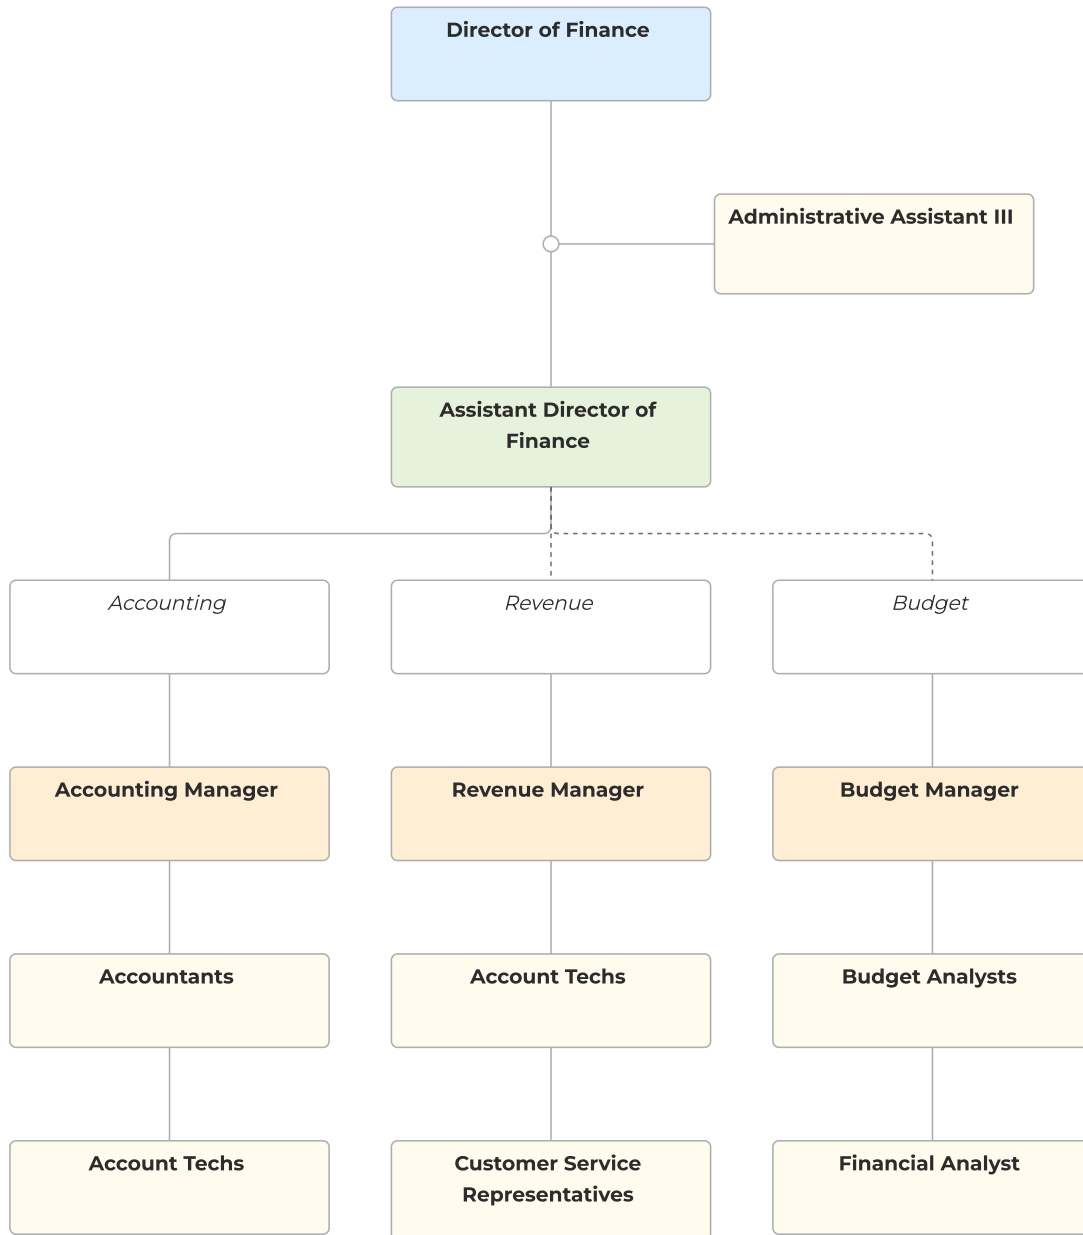 Director of Finance
Administrative Assistant III
Assistant Director of
Finance
Accounting
Revenue
Budget
Accounting Manager
Revenue Manager
Budget Manager
Accountants
Account Techs
Budget Analysts
Account Techs
Customer Service
Representatives
Financial Analyst